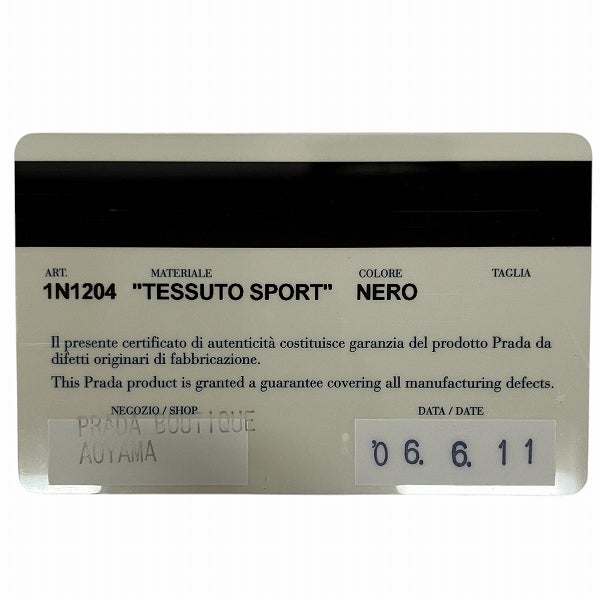 ART. MATERIALE COLORE TAGLIA
1N1204 "TESSUTO SPORT" NERO
Il presente certificato di autenticità costituisce garanzia del prodotto Prada da
difetti originari di fabbricazione.
This Prada product is granted a guarantee covering all manufacturing defects.
NEGOZIO / SHOP DATA / DATE
PRADA BOUTIQUE
AOYAMA
'06. 6. 11